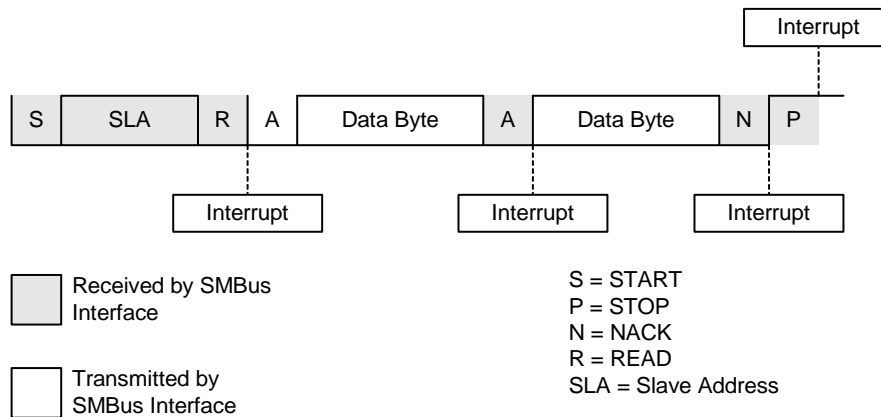 Interrupt
S SLA R A Data Byte A Data Byte N P
Interrupt Interrupt Interrupt
Received by SMBus
Interface
Transmitted by
SMBus Interface
S = START
P = STOP
N = NACK
R = READ
SLA = Slave Address